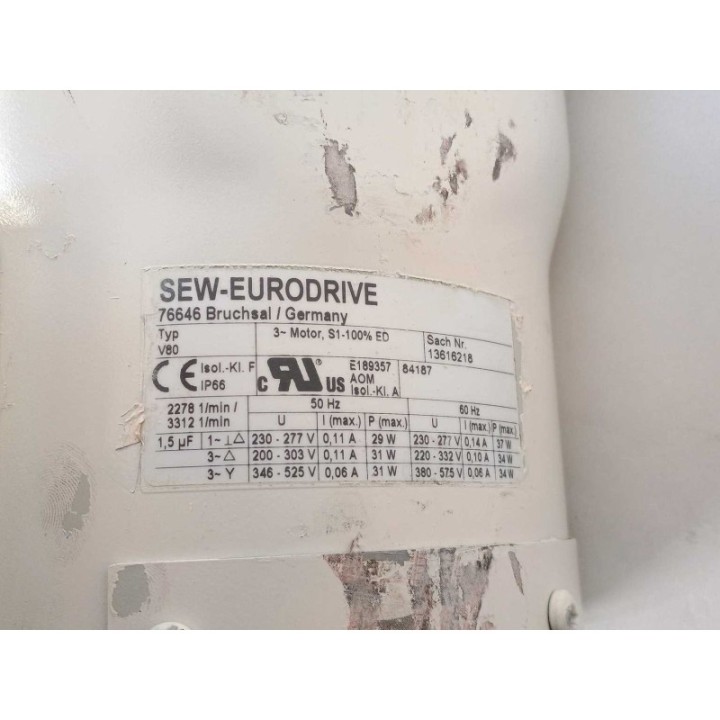 SEW-EURODRIVE
76646 Bruchsal / Germany
Typ
V80
3~ Motor, S1-100% ED
Sach Nr.
13616218
CE Isol.-Kl. F
IP66
c RU ® US
E189357
AOM
Isol.-Kl. A
84187
2278 1/min /
3312 1/min
50 Hz 60 Hz
U I (max.) P (max.) U I (max.) P (max.)
1,5 µF 1~ ⊥△ 230 - 277 V 0,11 A 29 W 230 - 277 V 0,14 A 37 W
3~ △ 200 - 303 V 0,11 A 31 W 220 - 332 V 0,10 A 34 W
3~ Y 346 - 525 V 0,06 A 31 W 380 - 575 V 0,06 A 34 W